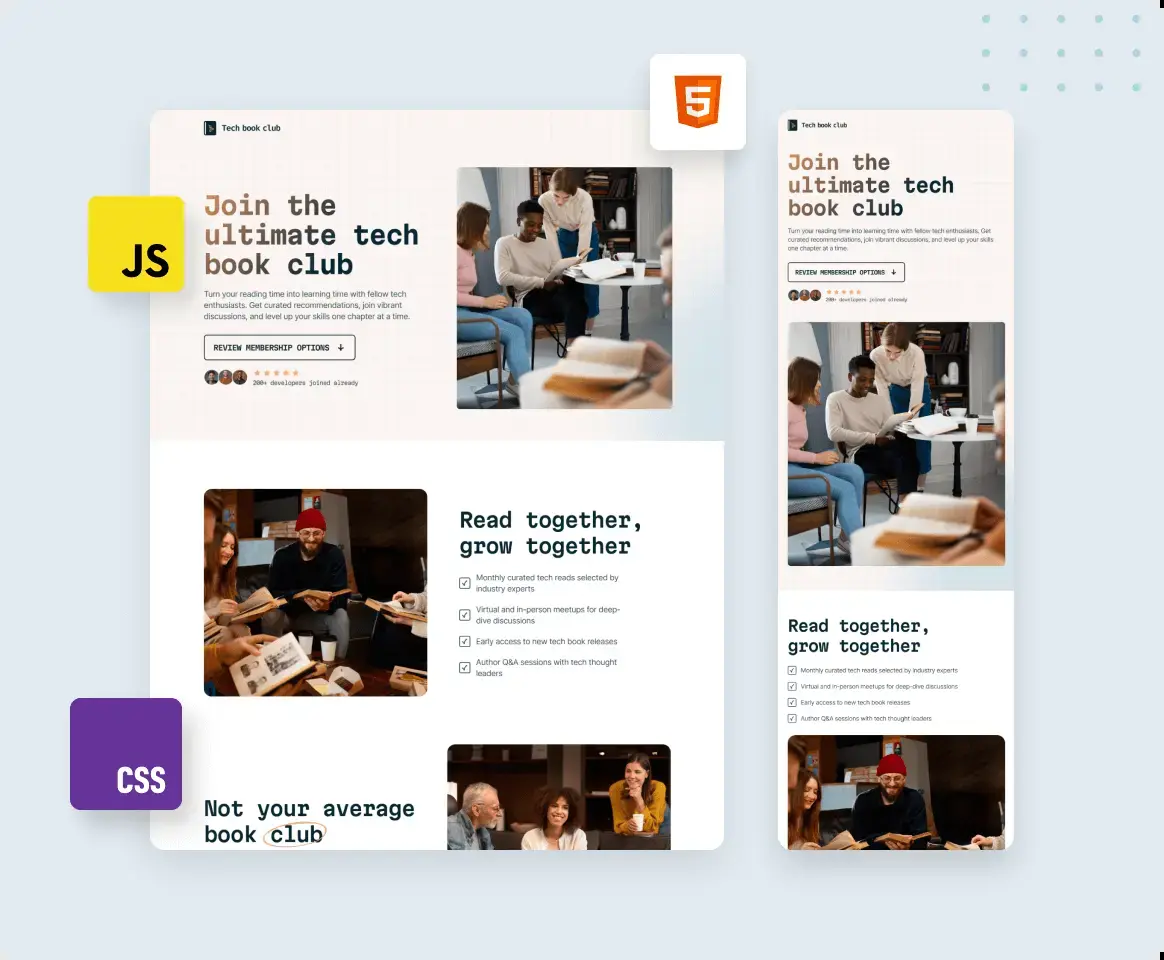 5
Tech book club
Join the
ultimate tech
book club
Turn your reading time into learning time with fellow tech
enthusiasts. Get curated recommendations, join vibrant
discussions, and level up your skills one chapter at a time.
REVIEW MEMBERSHIP OPTIONS ↓
200+ developers joined already
JS
Read together,
grow together
Monthly curated tech reads selected by
industry experts
Virtual and in-person meetups for deep-
dive discussions
Early access to new tech book releases
Author Q&A sessions with tech thought
leaders
CSS
Not your average
book club
Tech book club
Join the
ultimate tech
book club
Turn your reading time into learning time with fellow tech enthusiasts. Get
curated recommendations, join vibrant discussions, and level up your skills
one chapter at a time.
REVIEW MEMBERSHIP OPTIONS ↓
200+ developers joined already
Read together,
grow together
Monthly curated tech reads selected by industry experts
Virtual and in-person meetups for deep-dive discussions
Early access to new tech book releases
Author Q&A sessions with tech thought leaders